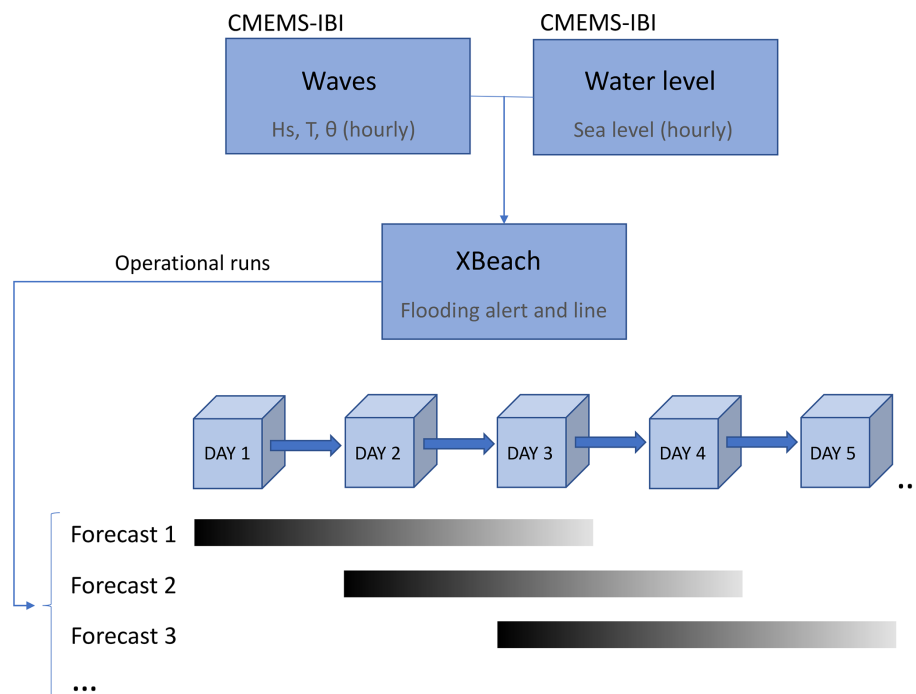 CMEMS-IBI
CMEMS-IBI
Waves
Hs, T, θ (hourly)
Water level
Sea level (hourly)
XBeach
Flooding alert and line
Operational runs
DAY 1
DAY 2
DAY 3
DAY 4
DAY 5
..
Forecast 1
Forecast 2
Forecast 3
...